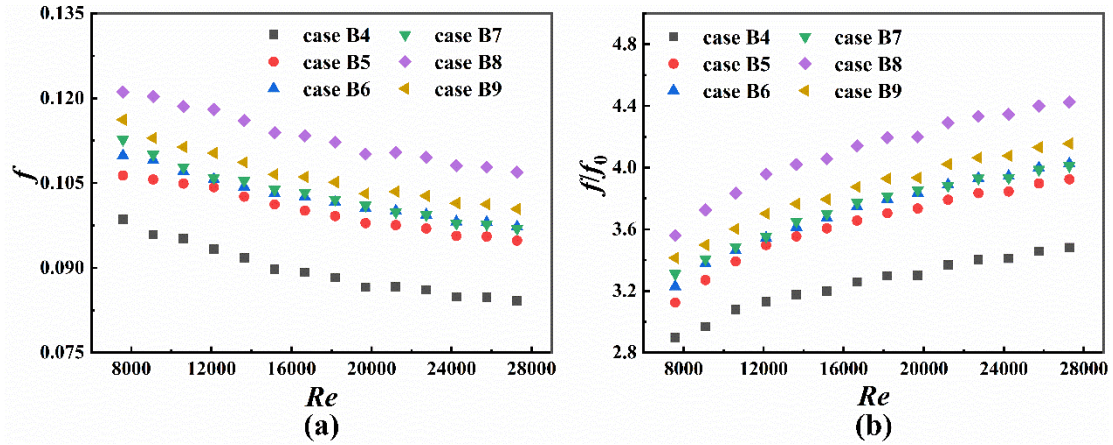 0.135
0.120
0.105
0.090
0.075
f
case B4
case B5
case B6
case B7
case B8
case B9
8000 12000 16000 20000 24000 28000
Re
(a)
4.8
4.4
4.0
3.6
3.2
2.8
f/f0
case B4
case B5
case B6
case B7
case B8
case B9
8000 12000 16000 20000 24000 28000
Re
(b)